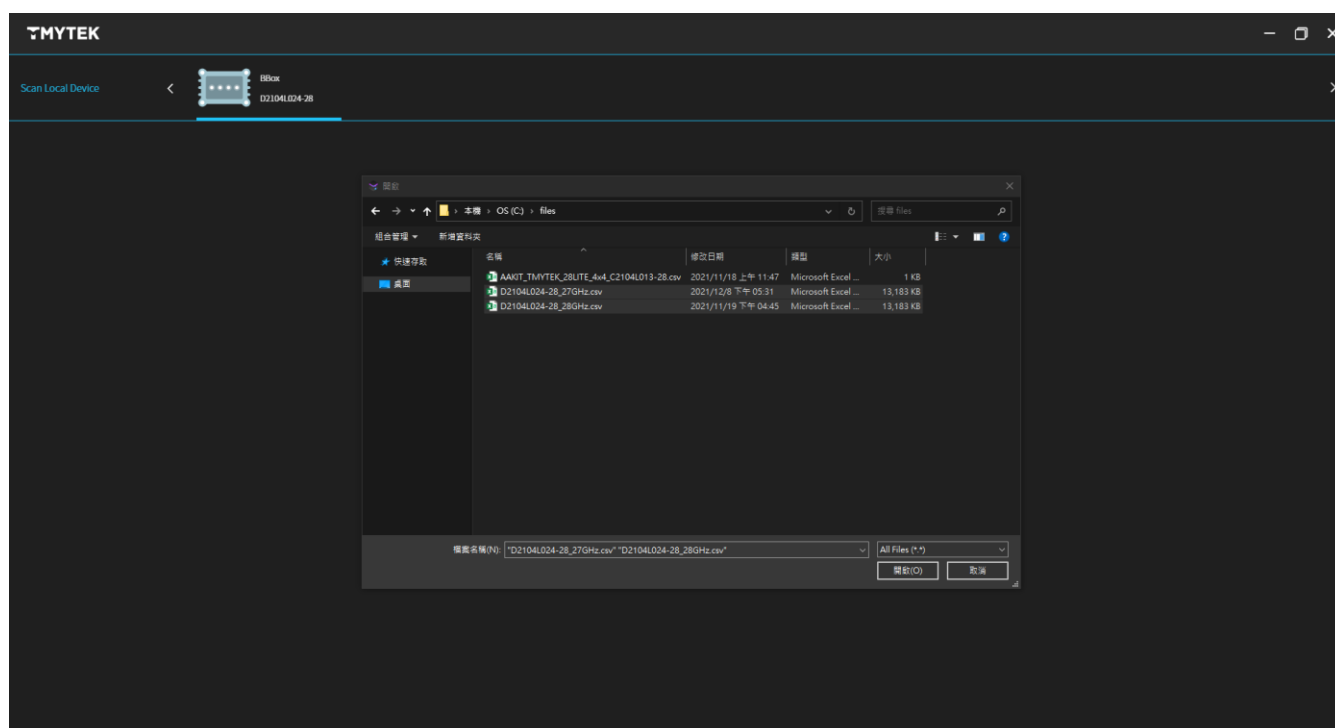 TMYTEK
Scan Local Device
BBox
D2104L024-28
開啟
本機 › OS (C:) › files
搜尋 files
組合管理
新增資料夾
快速存取
桌面
名稱 修改日期 類型 大小
AAKIT_TMYTEK_28LITE_4x4_C2104L013-28.csv 2021/11/18 上午 11:47 Microsoft Excel ... 1 KB
D2104L024-28_27GHz.csv 2021/12/8 下午 05:31 Microsoft Excel ... 13,183 KB
D2104L024-28_28GHz.csv 2021/11/19 下午 04:45 Microsoft Excel ... 13,183 KB
檔案名稱(N): "D2104L024-28_27GHz.csv" "D2104L024-28_28GHz.csv"
All Files (*.*)
開啟(O) 取消